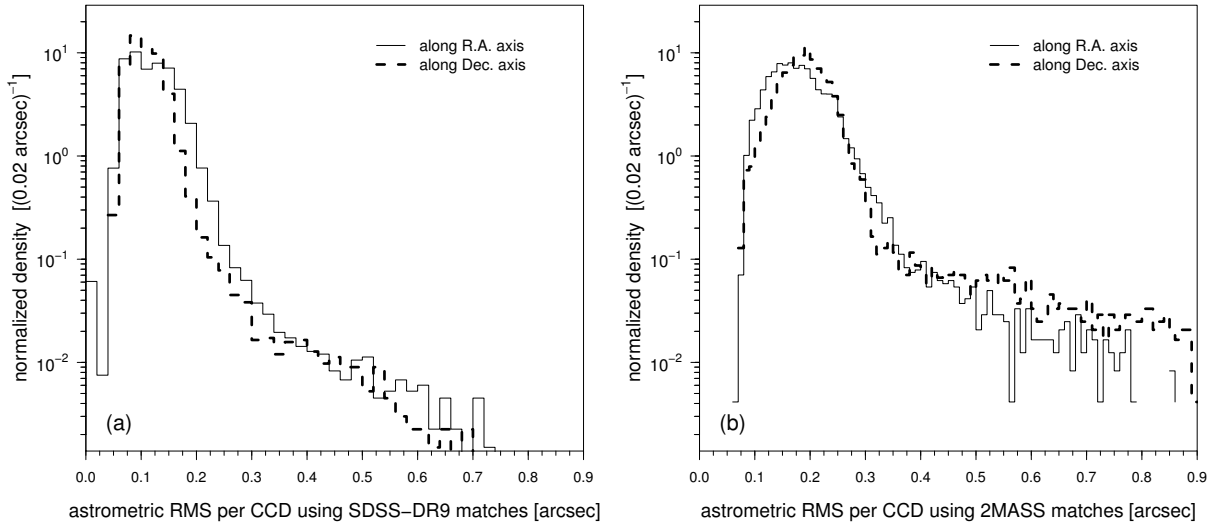 normalized density [(0.02 arcsec)⁻¹]
10¹
10⁰
10⁻¹
10⁻²
along R.A. axis
along Dec. axis
(a)
0.0 0.1 0.2 0.3 0.4 0.5 0.6 0.7 0.8 0.9
astrometric RMS per CCD using SDSS−DR9 matches [arcsec]
normalized density [(0.02 arcsec)⁻¹]
10¹
10⁰
10⁻¹
10⁻²
along R.A. axis
along Dec. axis
(b)
0.0 0.1 0.2 0.3 0.4 0.5 0.6 0.7 0.8 0.9
astrometric RMS per CCD using 2MASS matches [arcsec]